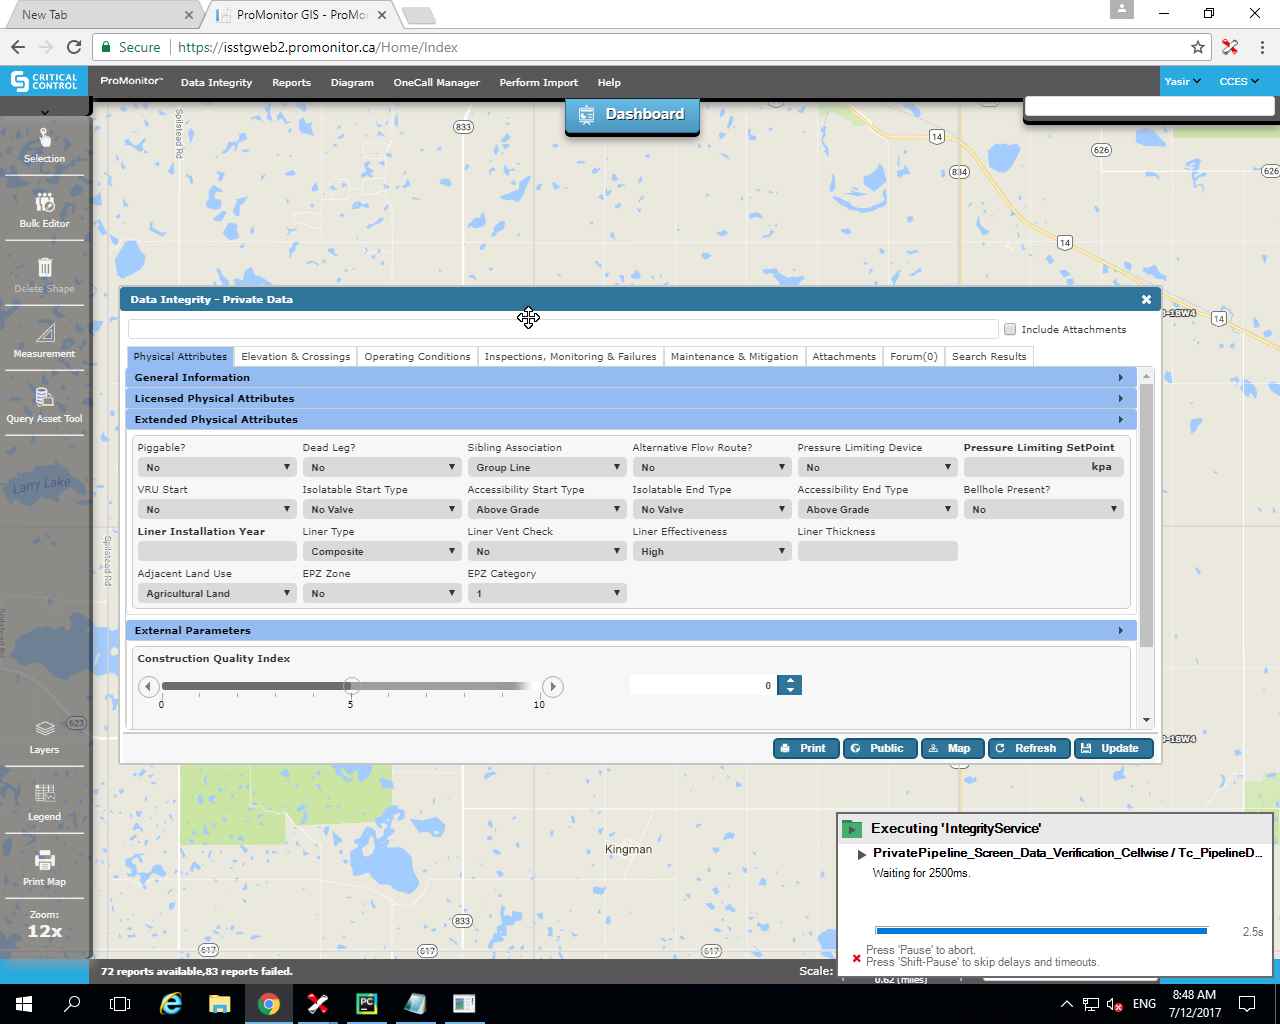 New Tab
ProMonitor GIS - ProMo
Secure
https://isstgweb2.promonitor.ca/Home/Index
CRITICAL CONTROL
ProMonitor™
Data Integrity
Reports
Diagram
OneCall Manager
Perform Import
Help
Yasir
CCES
Dashboard
Selection
Bulk Editor
Delete Shape
Measurement
Query Asset Tool
Layers
Legend
Print Map
Zoom:
12x
Spilstead Rd
833
14
626
834
626
14
14
Larry Lake
Spilstead Rd
623
Data Integrity - Private Data
Include Attachments
Physical Attributes
Elevation & Crossings
Operating Conditions
Inspections, Monitoring & Failures
Maintenance & Mitigation
Attachments
Forum(0)
Search Results
General Information
Licensed Physical Attributes
Extended Physical Attributes
Piggable?
Dead Leg?
Sibling Association
Alternative Flow Route?
Pressure Limiting Device
Pressure Limiting SetPoint
No
No
Group Line
No
No
kpa
VRU Start
Isolatable Start Type
Accessibility Start Type
Isolatable End Type
Accessibility End Type
Bellhole Present?
No
No Valve
Above Grade
No Valve
Above Grade
No
Liner Installation Year
Liner Type
Liner Vent Check
Liner Effectiveness
Liner Thickness
Composite
No
High
Adjacent Land Use
EPZ Zone
EPZ Category
Agricultural Land
No
1
External Parameters
Construction Quality Index
0
5
10
0
Print
Public
Map
Refresh
Update
Kingman
833
617
617
617
Executing 'IntegrityService'
PrivatePipeline_Screen_Data_Verification_Cellwise / Tc_PipelineD...
Waiting for 2500ms.
2.5s
Press 'Pause' to abort.
Press 'Shift-Pause' to skip delays and timeouts.
72 reports available,83 reports failed.
Scale:
0.62 (miles)
ENG
8:48 AM
7/12/2017